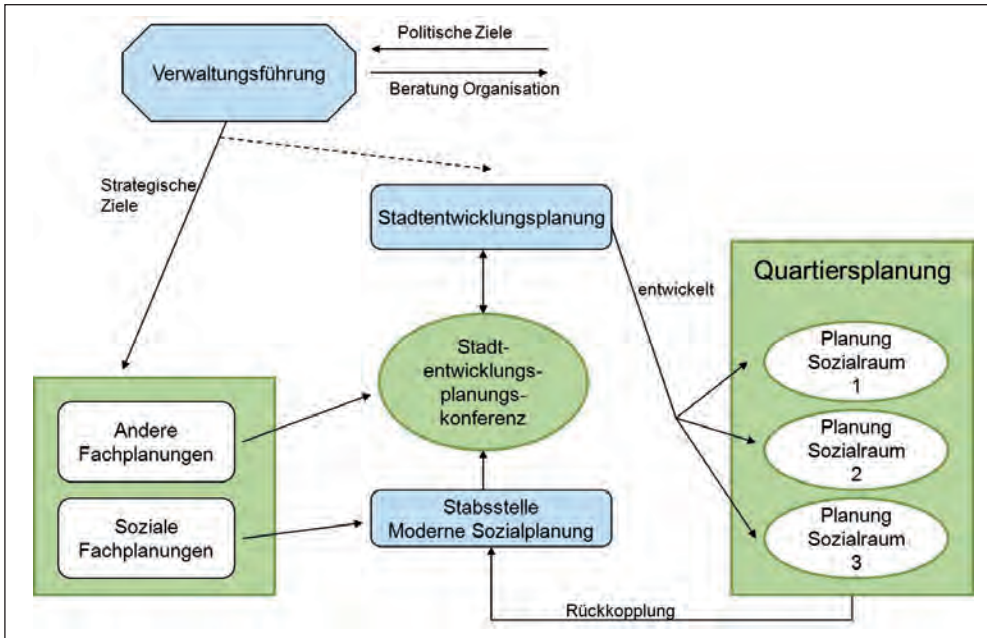 Politische Ziele
Verwaltungsführung
Beratung Organisation
Strategische
Ziele
Stadtentwicklungsplanung
entwickelt
Quartiersplanung
Stadt-
entwicklungs-
planungs-
konferenz
Planung
Sozialraum
1
Andere
Fachplanungen
Planung
Sozialraum
2
Soziale
Fachplanungen
Stabsstelle
Moderne Sozialplanung
Planung
Sozialraum
3
Rückkopplung